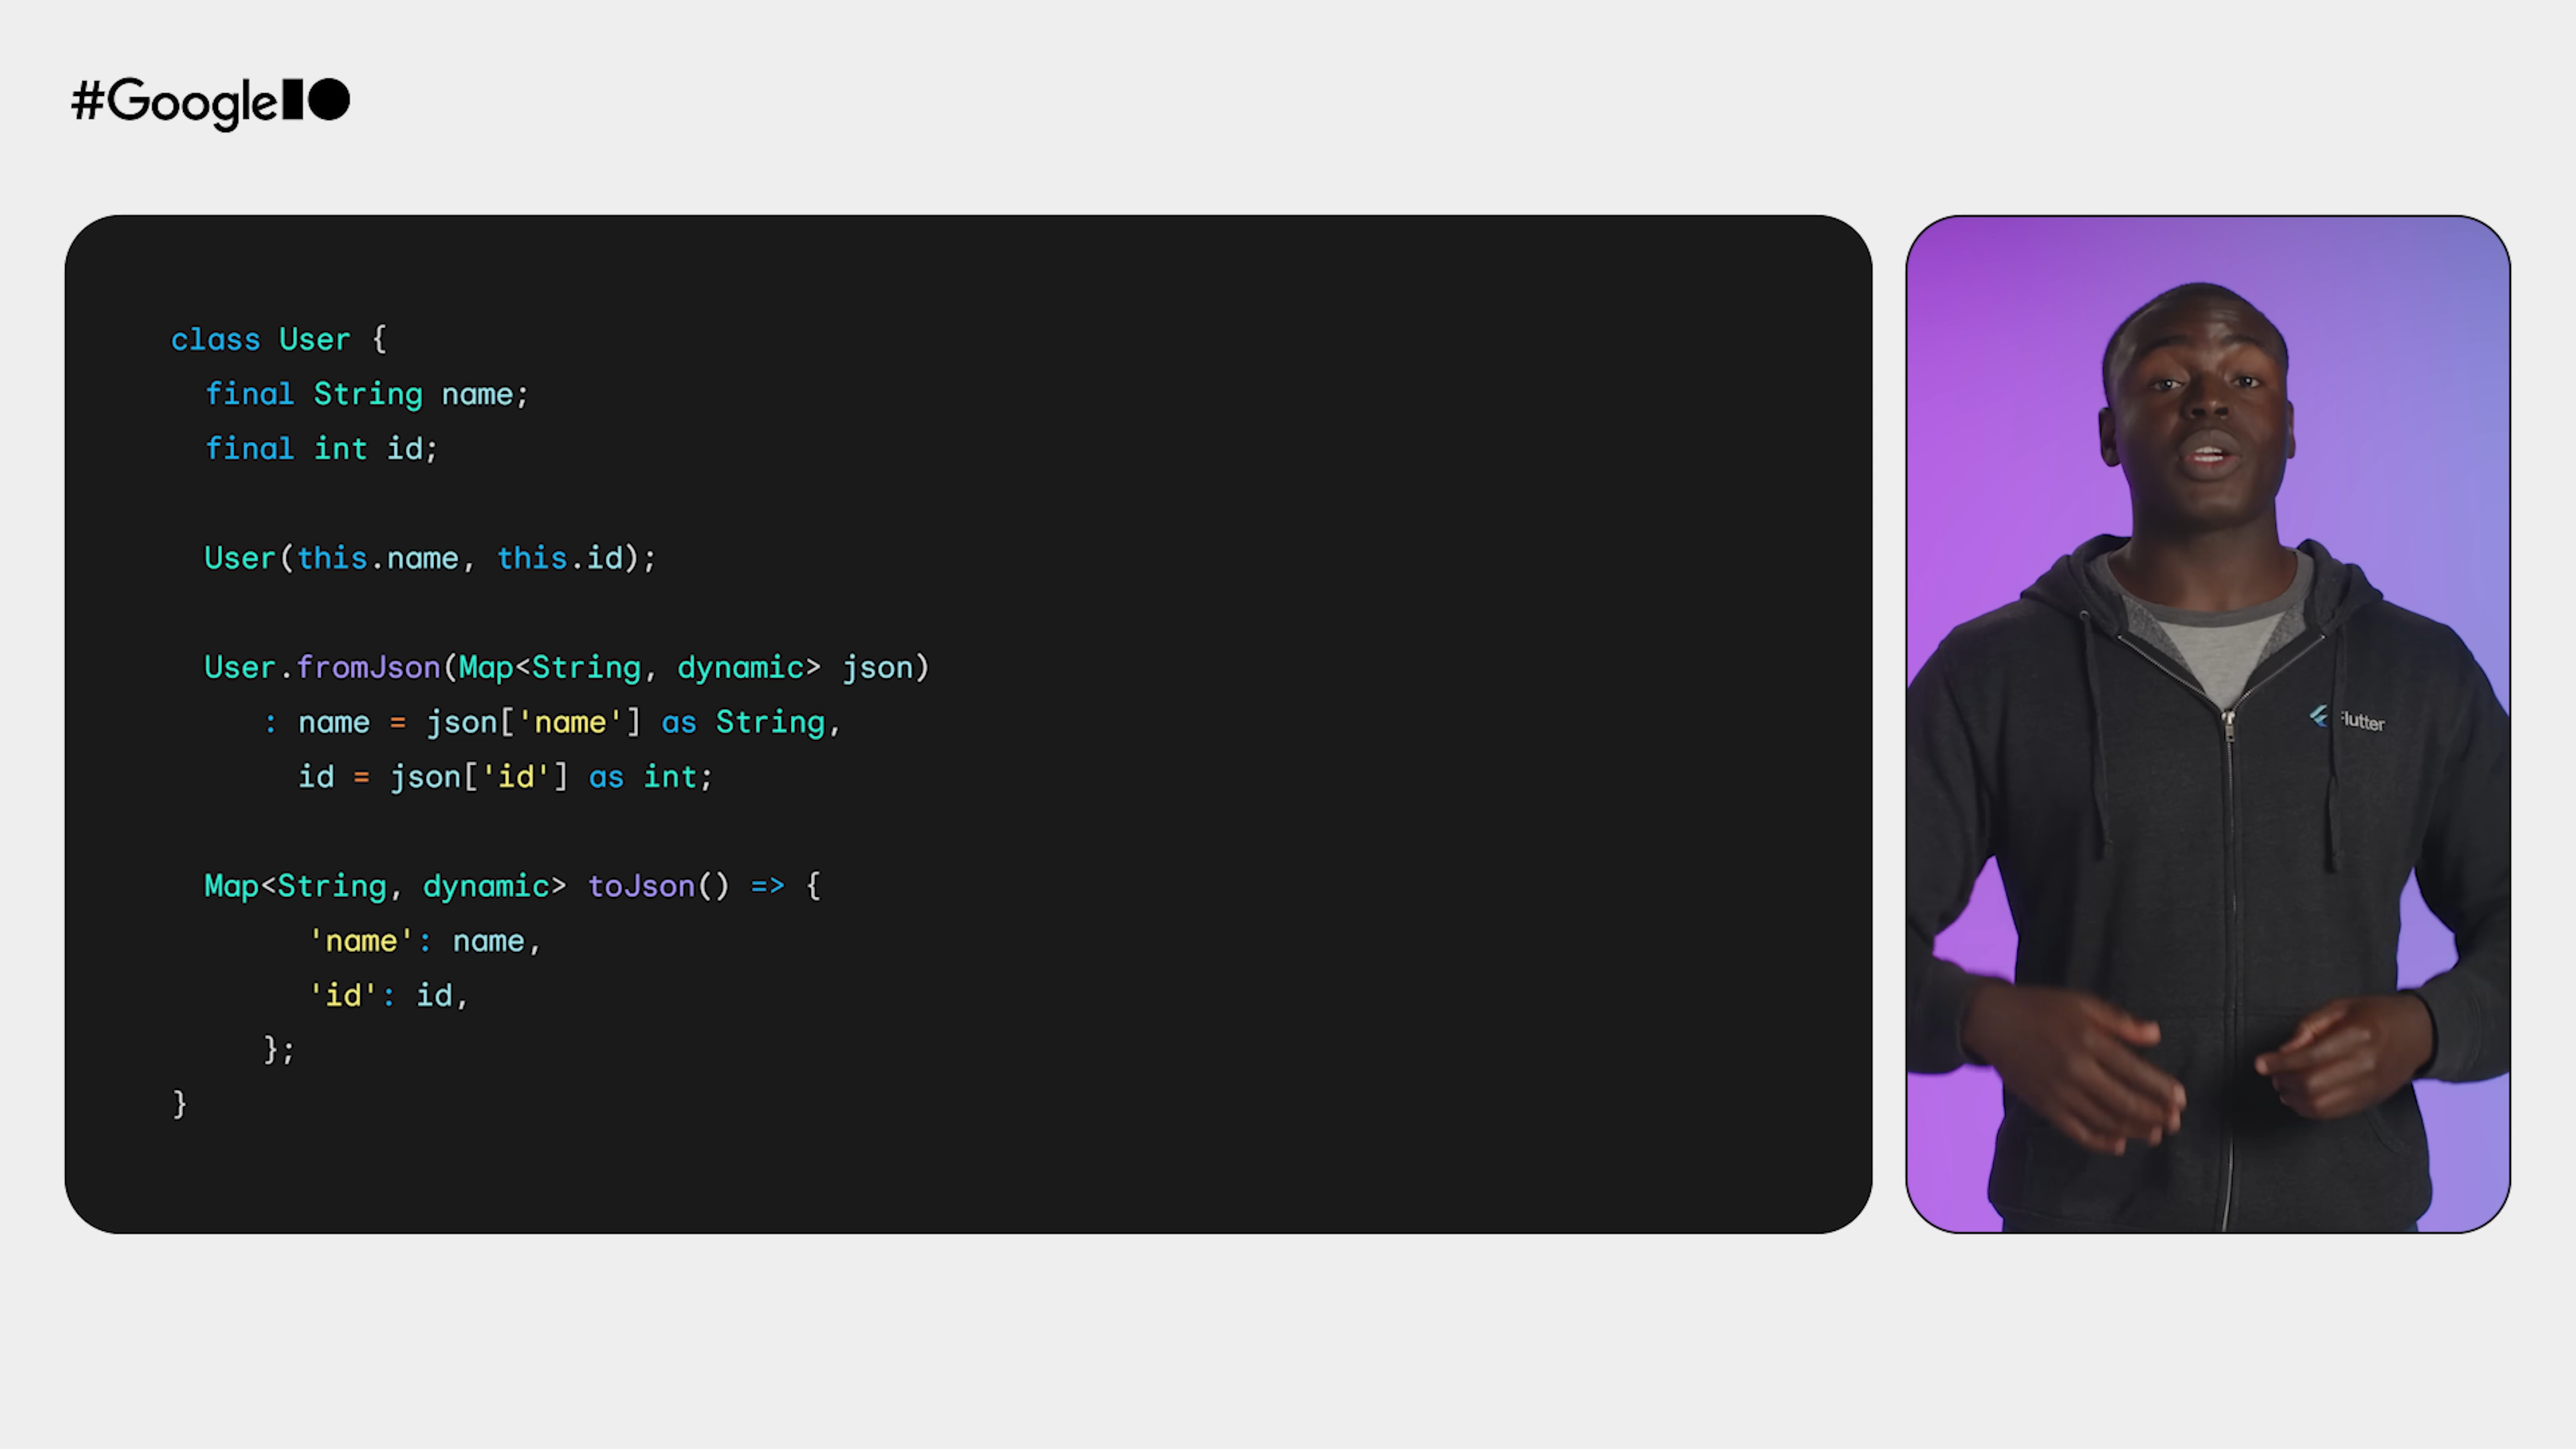 #GoogleIO
class User {
  final String name;
  final int id;

  User(this.name, this.id);

  User.fromJson(Map<String, dynamic> json)
    : name = json['name'] as String,
      id = json['id'] as int;

  Map<String, dynamic> toJson() => {
      'name': name,
      'id': id,
    };
}
Flutter